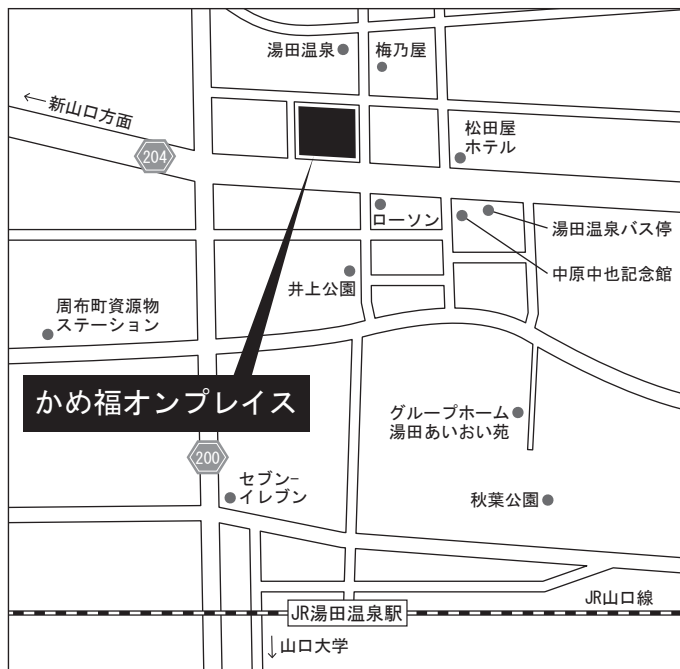 湯田温泉
梅乃屋
←新山口方面
204
松田屋
ホテル
ローソン
湯田温泉バス停
中原中也記念館
井上公園
周布町資源物
ステーション
かめ福オンプレイス
グループホーム
湯田あいおい苑
200
セブン-
イレブン
秋葉公園
JR山口線
JR湯田温泉駅
↓山口大学